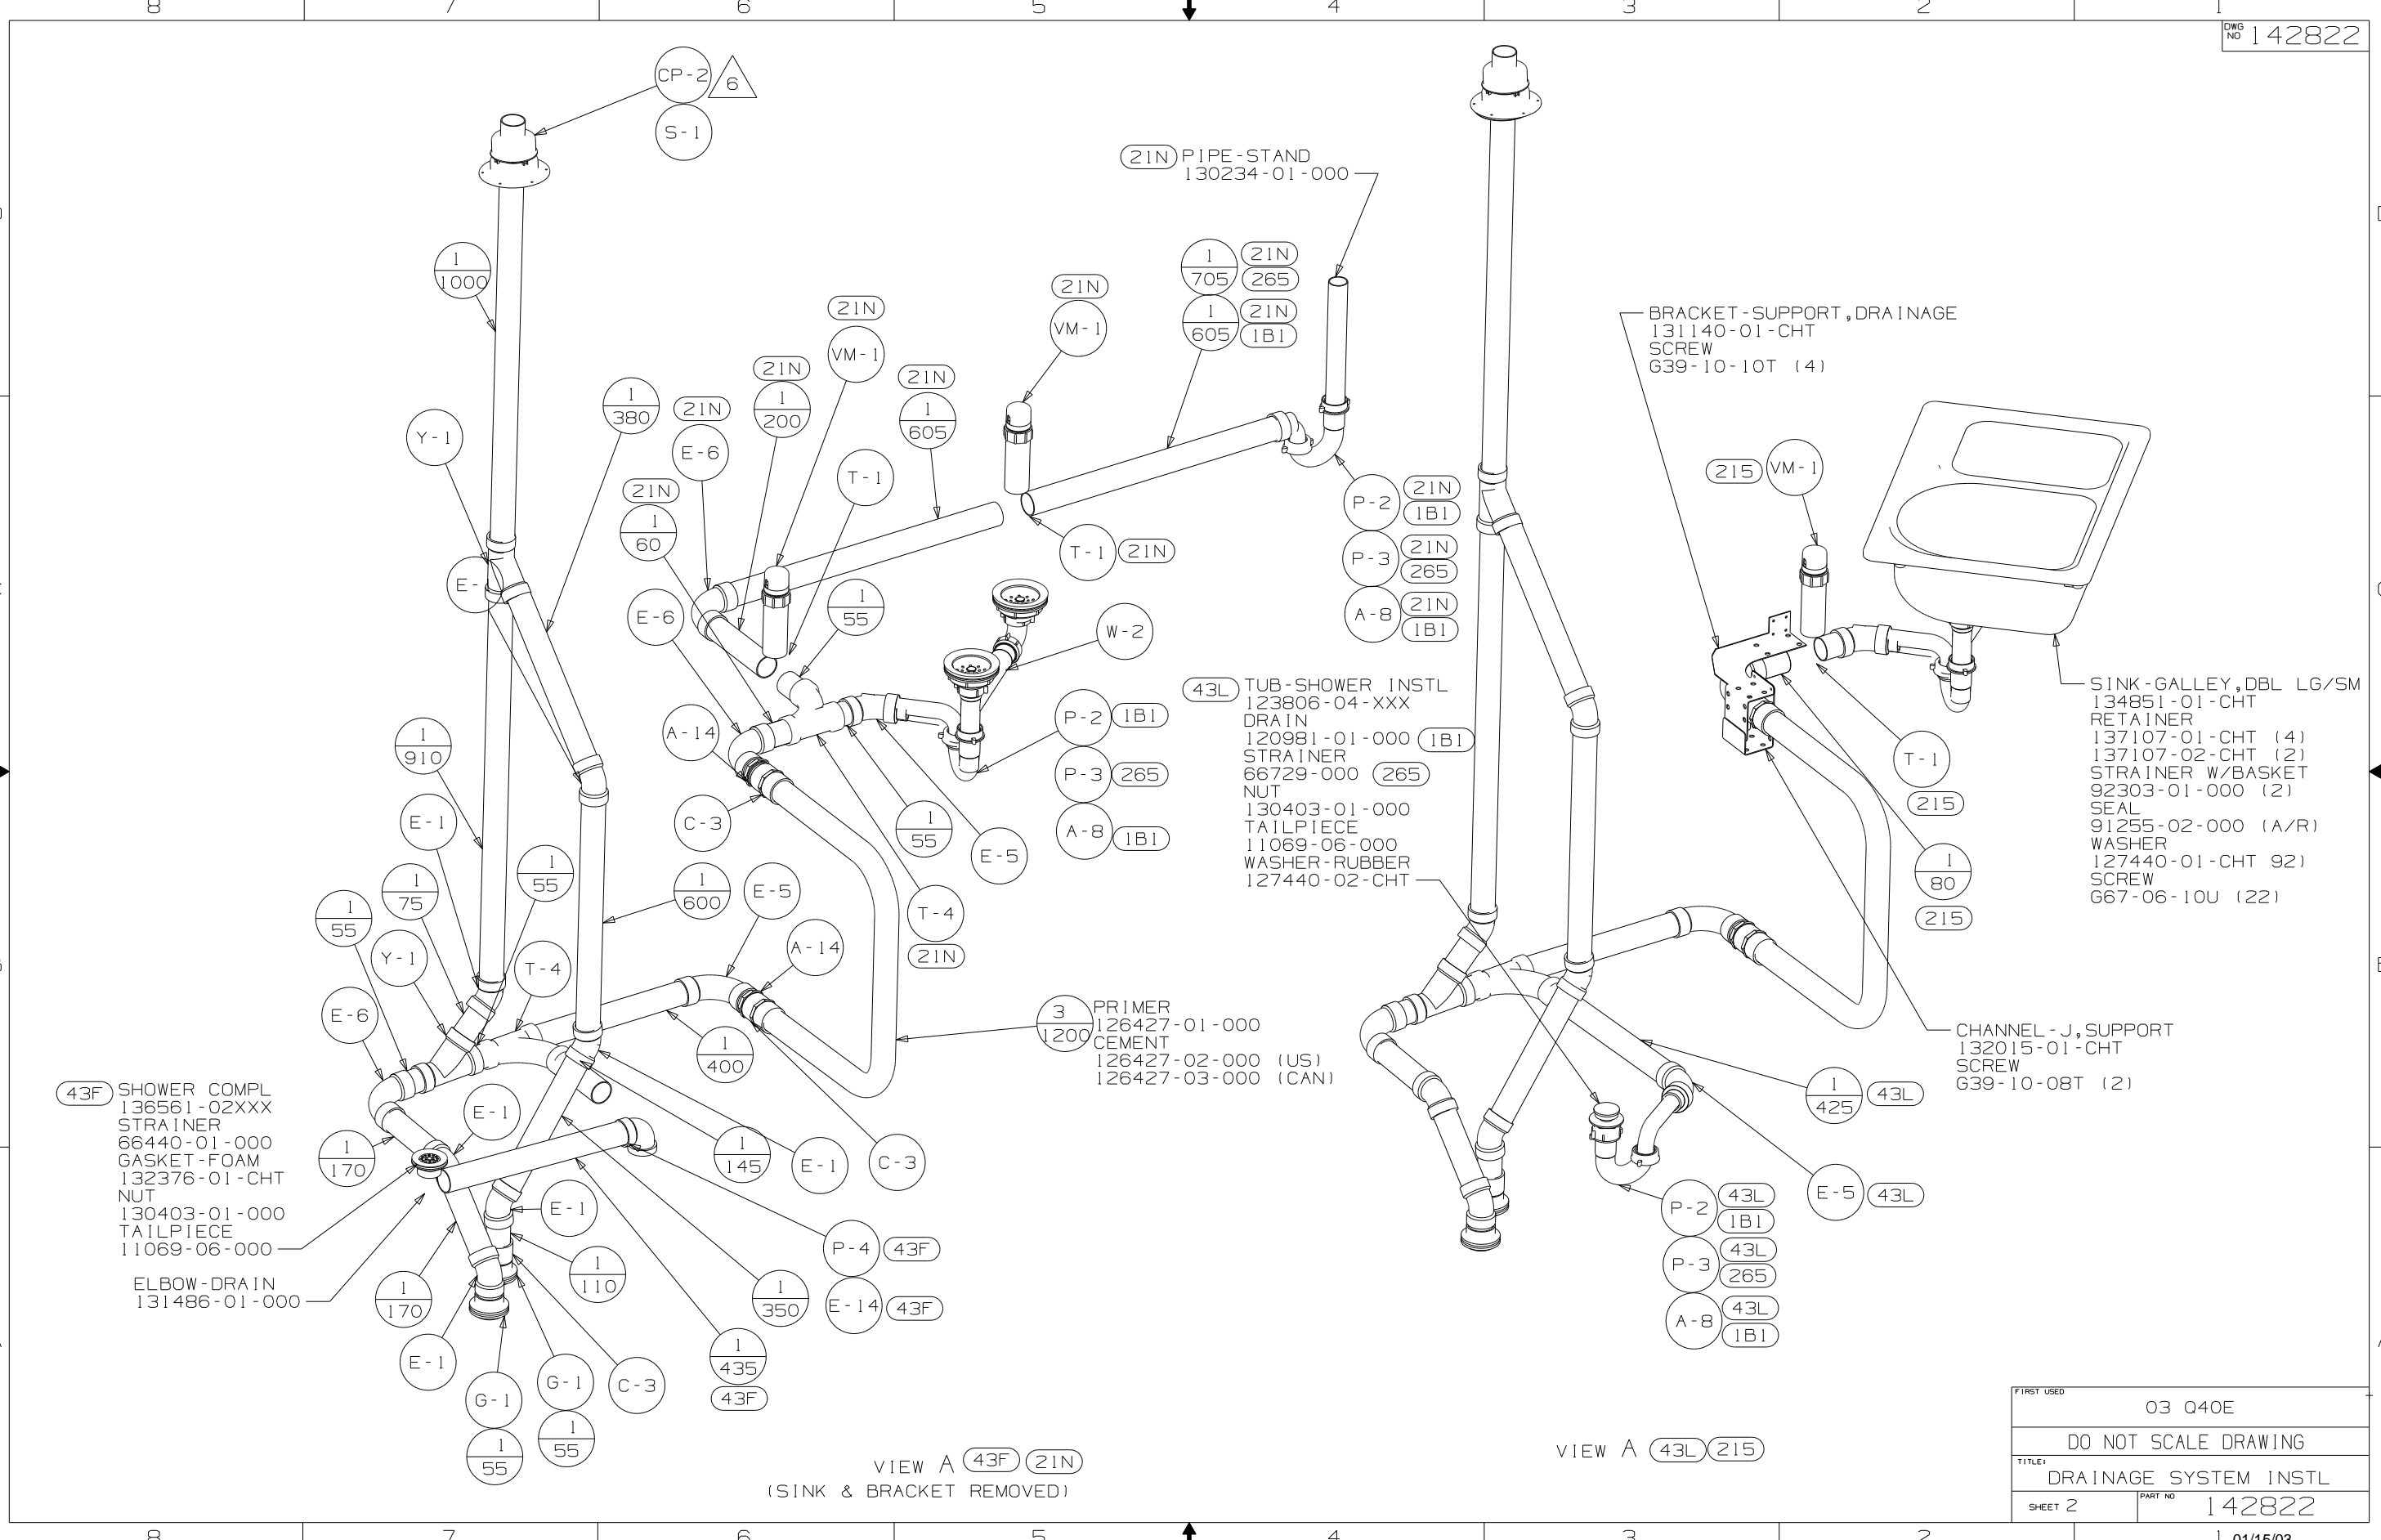 8 7 6 5 4 3 2 1
DWG NO 142822
CP-2
6
S-1
1
1000
Y-1
E-
1
380
21N
E-6
21N
1
60
21N
1
200
21N
VM-1
T-1
21N
1
605
21N
VM-1
21N PIPE-STAND
130234-01-000
1
705
21N
265
1
605
21N
1B1
T-1 21N
P-2
21N
1B1
P-3
21N
265
A-8
21N
1B1
E-6
1
55
W-2
A-14
C-3
P-2 1B1
P-3 265
A-8 1B1
1
55
E-5
T-4
21N
1
910
E-1
1
75
1
55
1
55
Y-1
T-4
E-6
1
600
E-5
A-14
1
400
3
1200
PRIMER
126427-01-000
CEMENT
126427-02-000 (US)
126427-03-000 (CAN)
43F SHOWER COMPL
136561-02XXX
STRAINER
66440-01-000
GASKET-FOAM
132376-01-CHT
NUT
130403-01-000
TAILPIECE
11069-06-000
ELBOW-DRAIN
131486-01-000
1
170
E-1
1
145
E-1
C-3
E-1
P-4 43F
E-14 43F
1
110
1
350
1
170
1
435
43F
E-1
G-1
1
55
G-1
1
55
C-3
VIEW A 43F 21N
(SINK & BRACKET REMOVED)
BRACKET-SUPPORT,DRAINAGE
131140-01-CHT
SCREW
G39-10-10T (4)
215 VM-1
43L TUB-SHOWER INSTL
123806-04-XXX
DRAIN
120981-01-000 1B1
STRAINER
66729-000 265
NUT
130403-01-000
TAILPIECE
11069-06-000
WASHER-RUBBER
127440-02-CHT
SINK-GALLEY,DBL LG/SM
134851-01-CHT
RETAINER
137107-01-CHT (4)
137107-02-CHT (2)
STRAINER W/BASKET
92303-01-000 (2)
SEAL
91255-02-000 (A/R)
WASHER
127440-01-CHT 92)
SCREW
G67-06-10U (22)
T-1
215
1
80
215
CHANNEL-J,SUPPORT
132015-01-CHT
SCREW
G39-10-08T (2)
1
425
43L
E-5 43L
P-2
43L
1B1
P-3
43L
265
A-8
43L
1B1
VIEW A 43L 215
FIRST USED
03 Q40E
DO NOT SCALE DRAWING
TITLE:
DRAINAGE SYSTEM INSTL
SHEET 2
PART NO 142822
8 7 6 5 4 3 2 1
01/15/03